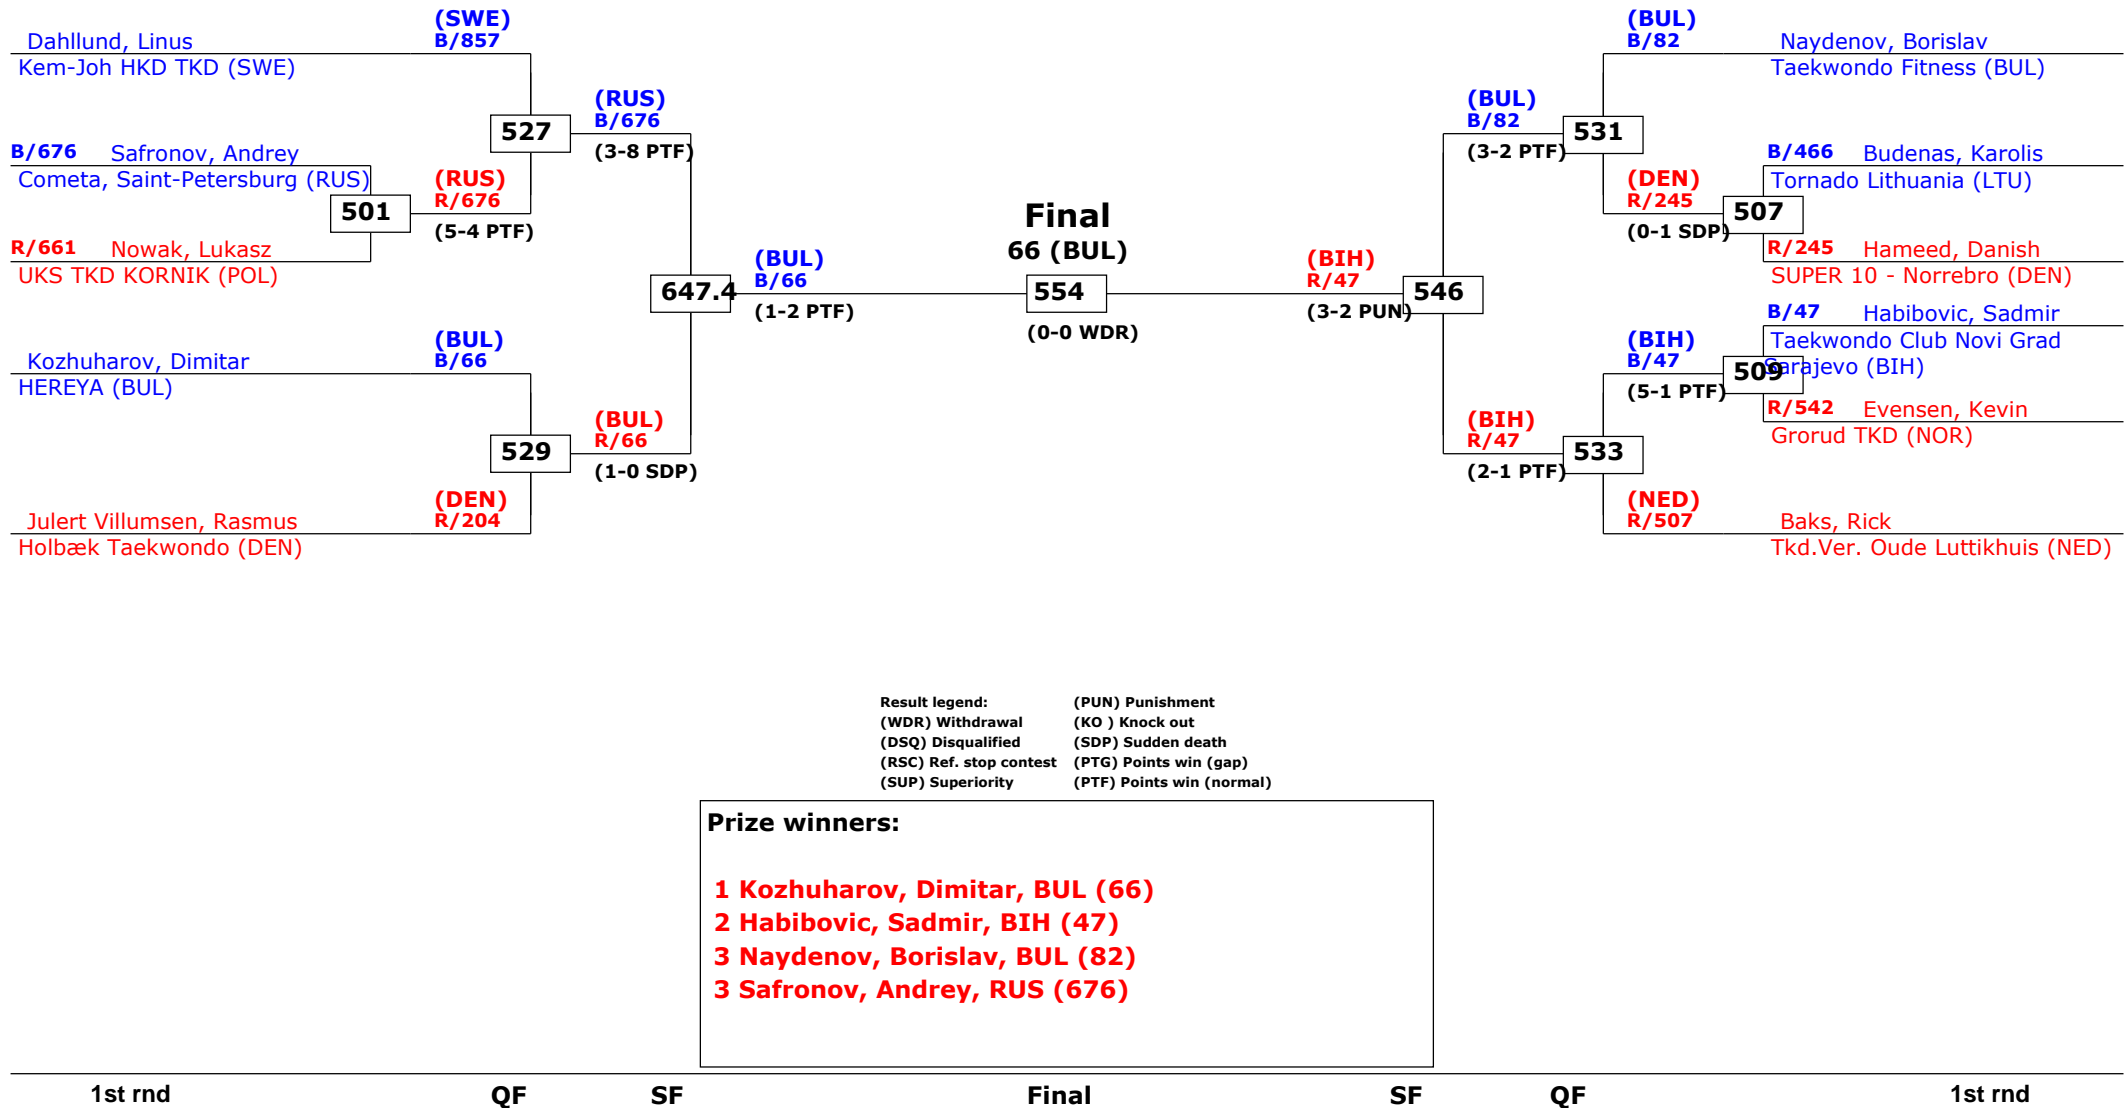 (SWE)
Dahllund, Linus B/857
Kem-Joh HKD TKD (SWE)
(RUS)
B/676
527
(3-8 PTF)
B/676 Safronov, Andrey
Cometa, Saint-Petersburg (RUS)
(RUS)
R/676
501
(5-4 PTF)
R/661 Nowak, Lukasz
UKS TKD KORNIK (POL)
(BUL)
B/66
647.4
(1-2 PTF)
(BUL)
Kozhuharov, Dimitar B/66
HEREYA (BUL)
(BUL)
R/66
529
(1-0 SDP)
(DEN)
Julert Villumsen, Rasmus R/204
Holbæk Taekwondo (DEN)
Final
66 (BUL)
554
(0-0 WDR)
(BUL)
B/82 Naydenov, Borislav
Taekwondo Fitness (BUL)
(BUL)
B/82
531
(3-2 PTF)
B/466 Budenas, Karolis
Tornado Lithuania (LTU)
(DEN)
R/245
507
(0-1 SDP)
R/245 Hameed, Danish
SUPER 10 - Norrebro (DEN)
(BIH)
R/47
546
(3-2 PUN)
B/47 Habibovic, Sadmir
Taekwondo Club Novi Grad
Sarajevo (BIH)
(BIH)
B/47
509
(5-1 PTF)
R/542 Evensen, Kevin
Grorud TKD (NOR)
(BIH)
R/47
533
(2-1 PTF)
(NED)
R/507 Baks, Rick
Tkd.Ver. Oude Luttikhuis (NED)
Result legend: (PUN) Punishment
(WDR) Withdrawal (KO ) Knock out
(DSQ) Disqualified (SDP) Sudden death
(RSC) Ref. stop contest (PTG) Points win (gap)
(SUP) Superiority (PTF) Points win (normal)
Prize winners:
1 Kozhuharov, Dimitar, BUL (66)
2 Habibovic, Sadmir, BIH (47)
3 Naydenov, Borislav, BUL (82)
3 Safronov, Andrey, RUS (676)
1st rnd QF SF Final SF QF 1st rnd